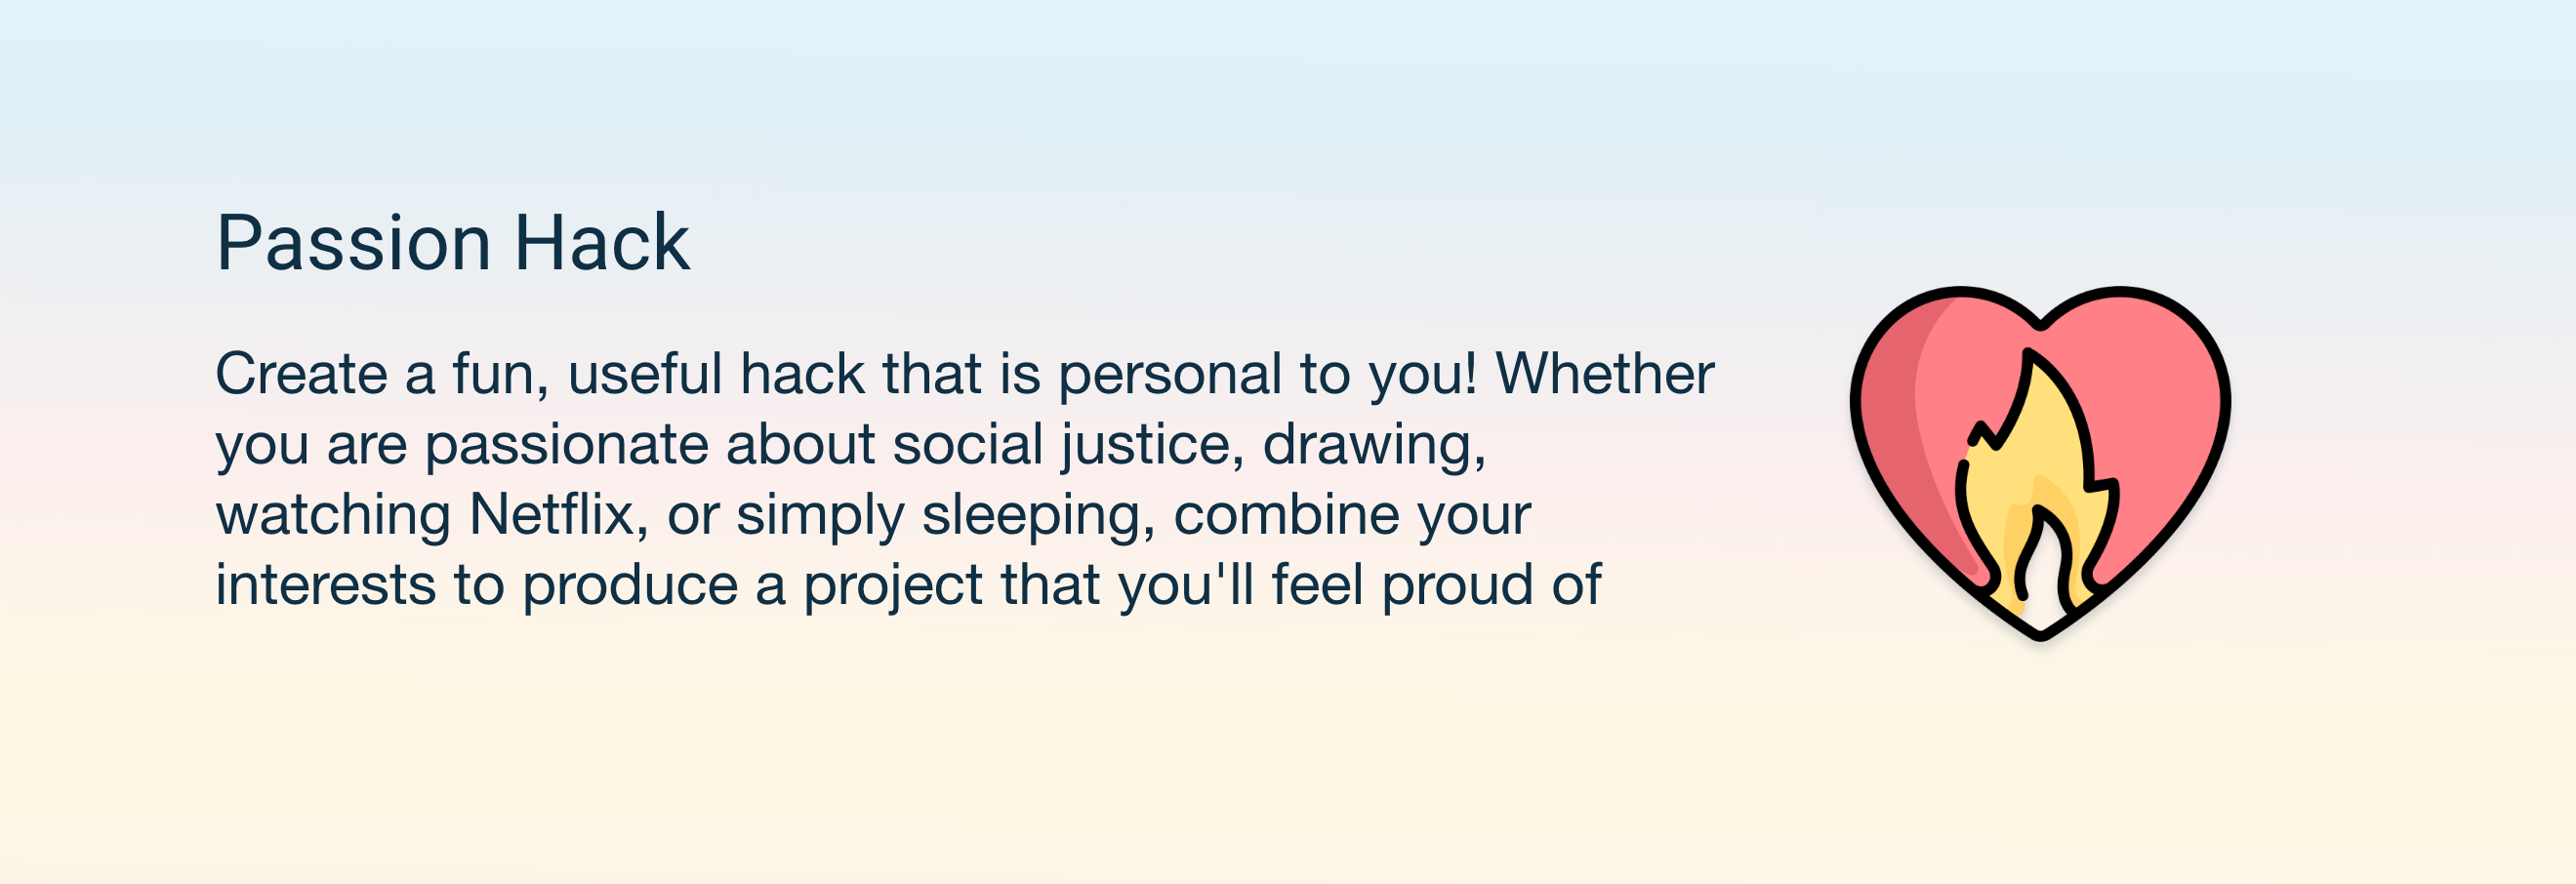 Passion Hack
Create a fun, useful hack that is personal to you! Whether
you are passionate about social justice, drawing,
watching Netflix, or simply sleeping, combine your
interests to produce a project that you'll feel proud of